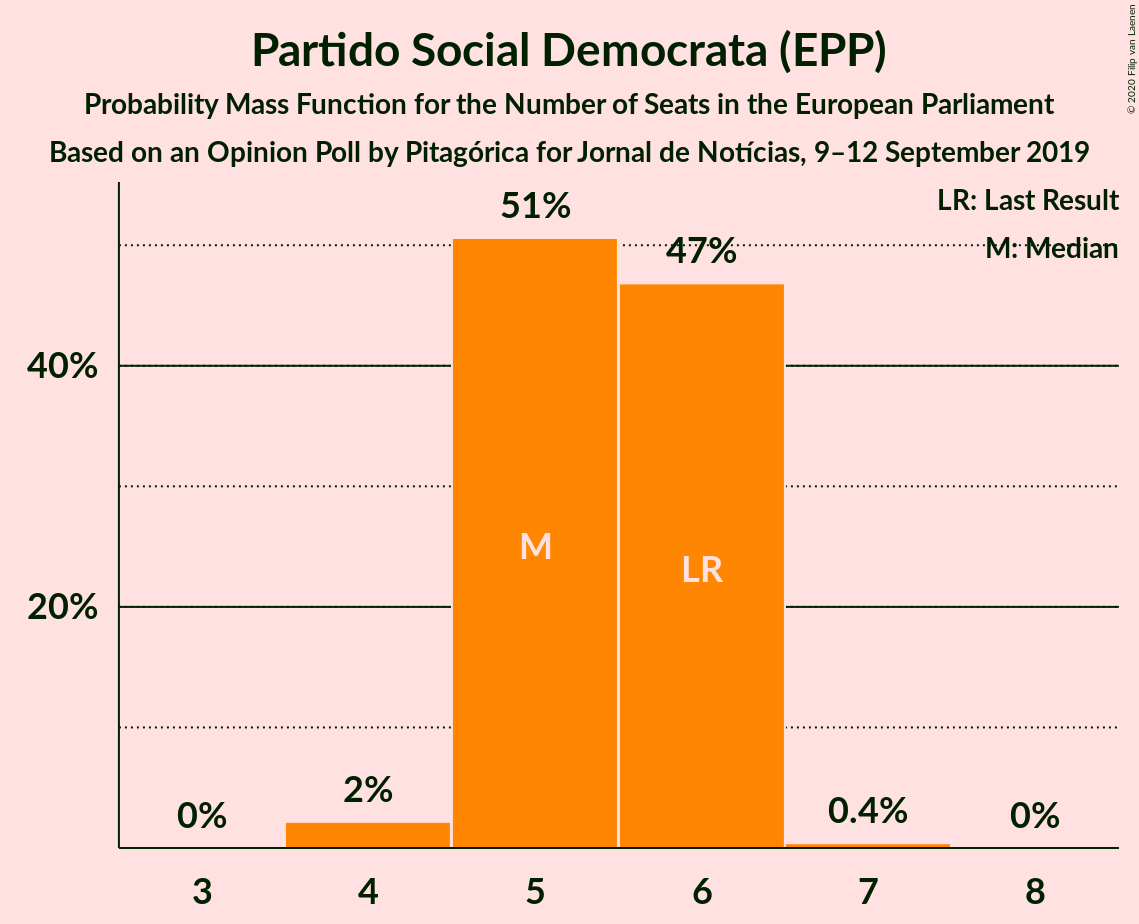 Partido Social Democrata (EPP)
Probability Mass Function for the Number of Seats in the European Parliament
Based on an Opinion Poll by Pitagórica for Jornal de Notícias, 9–12 September 2019
© 2020 Filip van Laenen
LR: Last Result
M: Median
51%
47%
40%
M
LR
20%
2%
0%
0.4%
0%
3 4 5 6 7 8